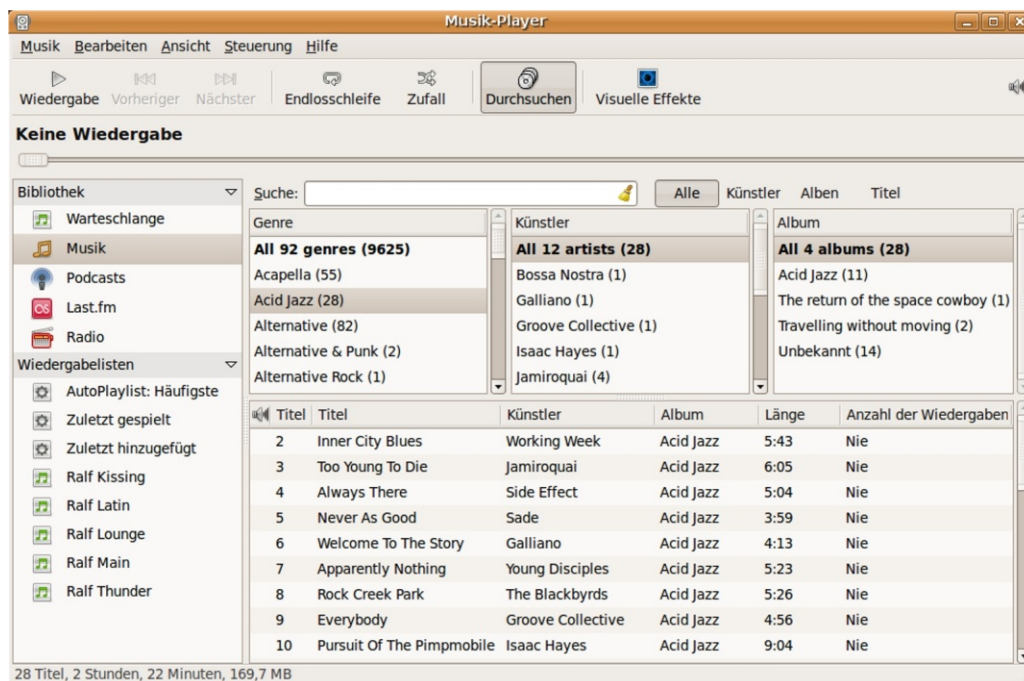 Musik-Player
Musik Bearbeiten Ansicht Steuerung Hilfe
Wiedergabe Vorheriger Nächster Endlosschleife Zufall Durchsuchen Visuelle Effekte
Keine Wiedergabe
Bibliothek
Warteschlange
Musik
Podcasts
Last.fm
Radio
Wiedergabelisten
AutoPlaylist: Häufigste
Zuletzt gespielt
Zuletzt hinzugefügt
Ralf Kissing
Ralf Latin
Ralf Lounge
Ralf Main
Ralf Thunder
Suche: Alle Künstler Alben Titel
Genre
All 92 genres (9625)
Acapella (55)
Acid Jazz (28)
Alternative (82)
Alternative & Punk (2)
Alternative Rock (1)
Künstler
All 12 artists (28)
Bossa Nostra (1)
Galliano (1)
Groove Collective (1)
Isaac Hayes (1)
Jamiroquai (4)
Album
All 4 albums (28)
Acid Jazz (11)
The return of the space cowboy (1)
Travelling without moving (2)
Unbekannt (14)
Titel Titel Künstler Album Länge Anzahl der Wiedergaben
2 Inner City Blues Working Week Acid Jazz 5:43 Nie
3 Too Young To Die Jamiroquai Acid Jazz 6:05 Nie
4 Always There Side Effect Acid Jazz 5:04 Nie
5 Never As Good Sade Acid Jazz 3:59 Nie
6 Welcome To The Story Galliano Acid Jazz 4:13 Nie
7 Apparently Nothing Young Disciples Acid Jazz 5:23 Nie
8 Rock Creek Park The Blackbyrds Acid Jazz 5:26 Nie
9 Everybody Groove Collective Acid Jazz 4:56 Nie
10 Pursuit Of The Pimpmobile Isaac Hayes Acid Jazz 9:04 Nie
28 Titel, 2 Stunden, 22 Minuten, 169,7 MB